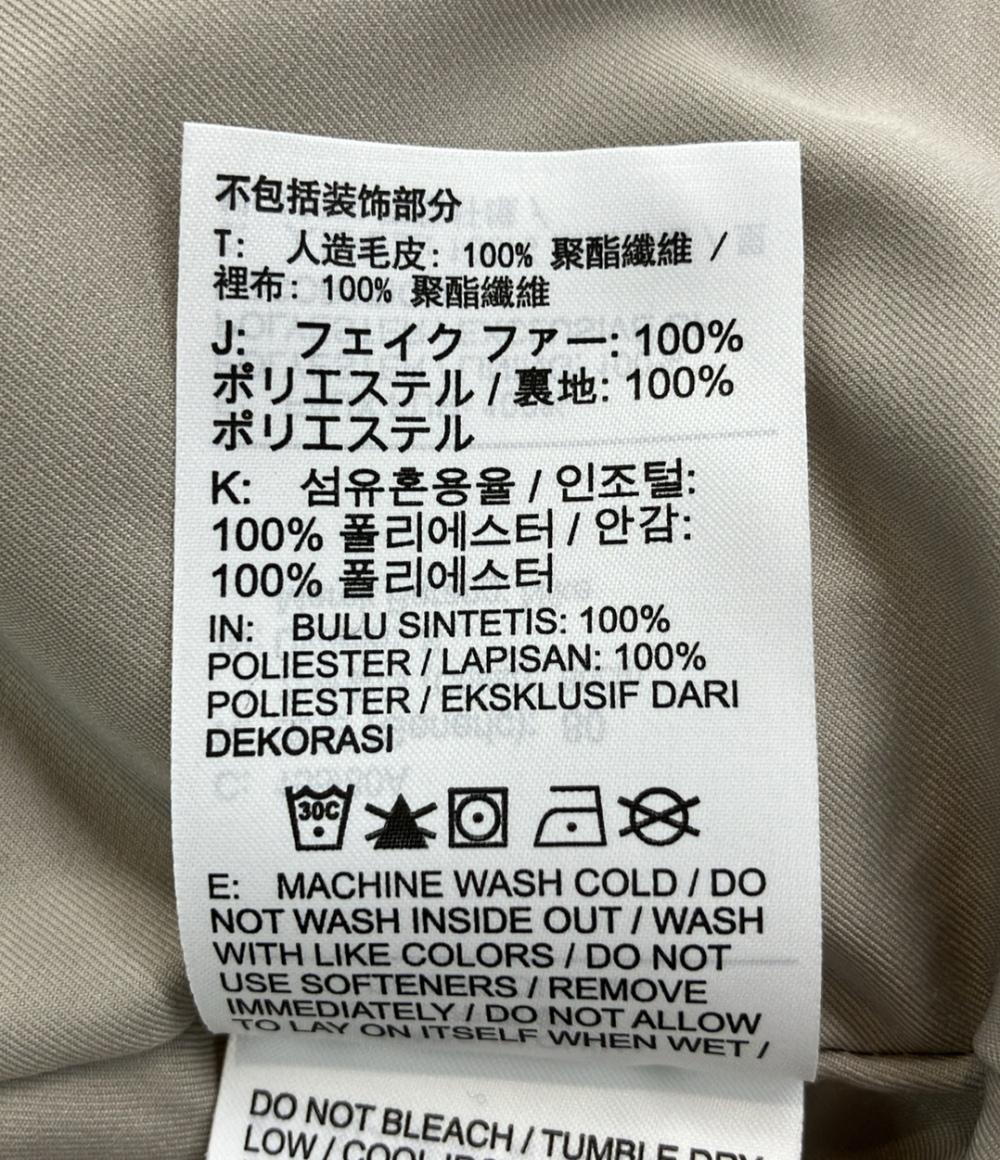 不包括装饰部分
T: 人造毛皮: 100% 聚酯纖維 /
裡布: 100% 聚酯纖維
J: フェイク ファー: 100%
ポリエステル / 裏地: 100%
ポリエステル
K: 섬유혼용율 / 인조털:
100% 폴리에스터 / 안감:
100% 폴리에스터
IN: BULU SINTETIS: 100%
POLIESTER / LAPISAN: 100%
POLIESTER / EKSKLUSIF DARI
DEKORASI
30C
E: MACHINE WASH COLD / DO
NOT WASH INSIDE OUT / WASH
WITH LIKE COLORS / DO NOT
USE SOFTENERS / REMOVE
IMMEDIATELY / DO NOT ALLOW
TO LAY ON ITSELF WHEN WET /
DO NOT BLEACH / TUMBLE DRY
LOW /